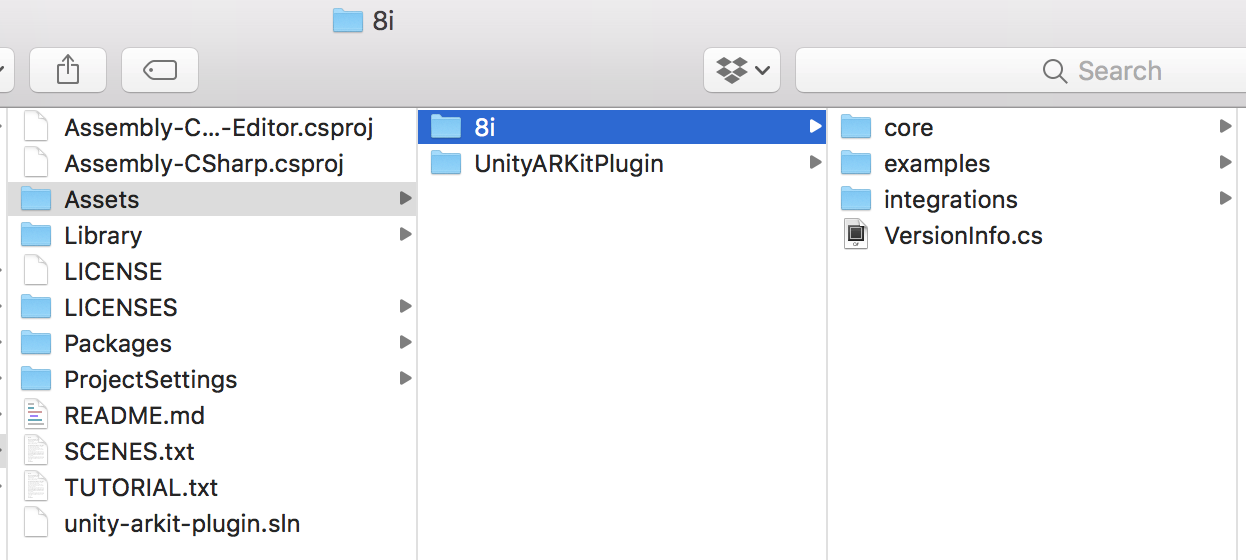 8i
Search
Assembly-C...-Editor.csproj
Assembly-CSharp.csproj
Assets
Library
LICENSE
LICENSES
Packages
ProjectSettings
README.md
SCENES.txt
TUTORIAL.txt
unity-arkit-plugin.sln
8i
UnityARKitPlugin
core
examples
integrations
VersionInfo.cs